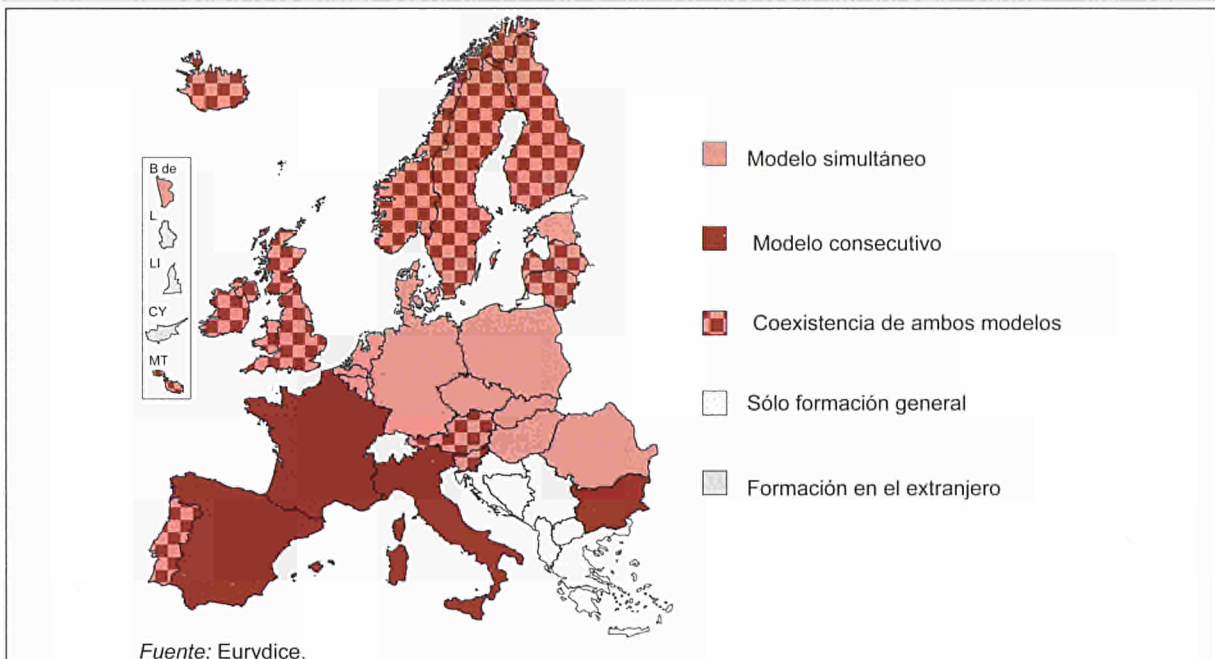 B de
L
LI
CY
MT
Modelo simultáneo
Modelo consecutivo
Coexistencia de ambos modelos
Sólo formación general
Formación en el extranjero
Fuente: Eurydice.